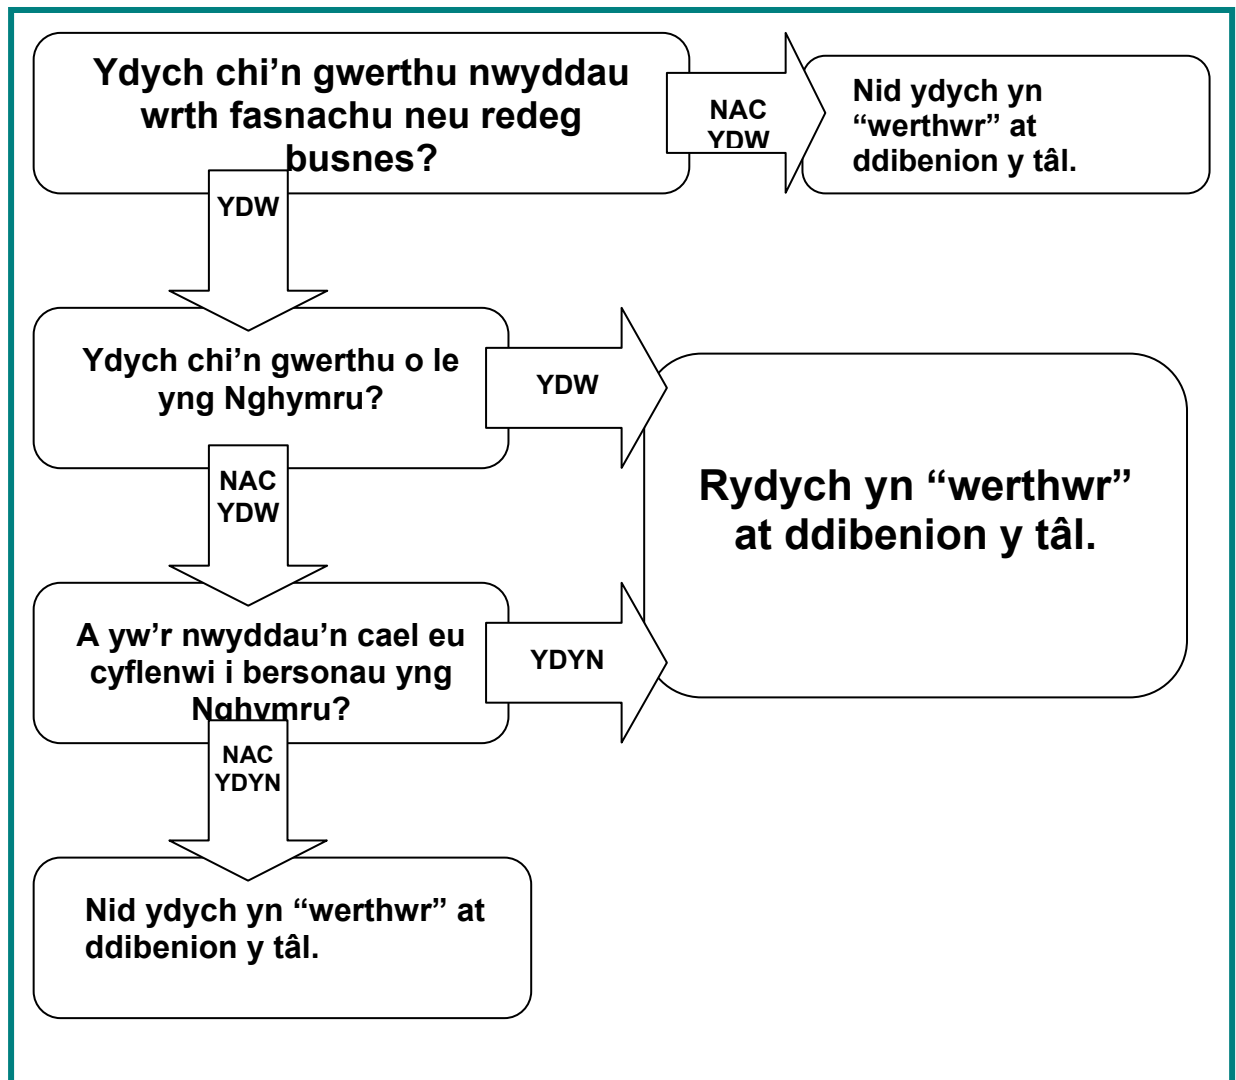 Ydych chi’n gwerthu nwyddau
wrth fasnachu neu redeg
busnes?
NAC
YDW
Nid ydych yn
“werthwr” at
ddibenion y tâl.
YDW
Ydych chi’n gwerthu o le
yng Nghymru?
YDW
Rydych yn “werthwr”
at ddibenion y tâl.
NAC
YDW
A yw’r nwyddau’n cael eu
cyflenwi i bersonau yng
Nghymru?
YDYN
NAC
YDYN
Nid ydych yn “werthwr” at
ddibenion y tâl.